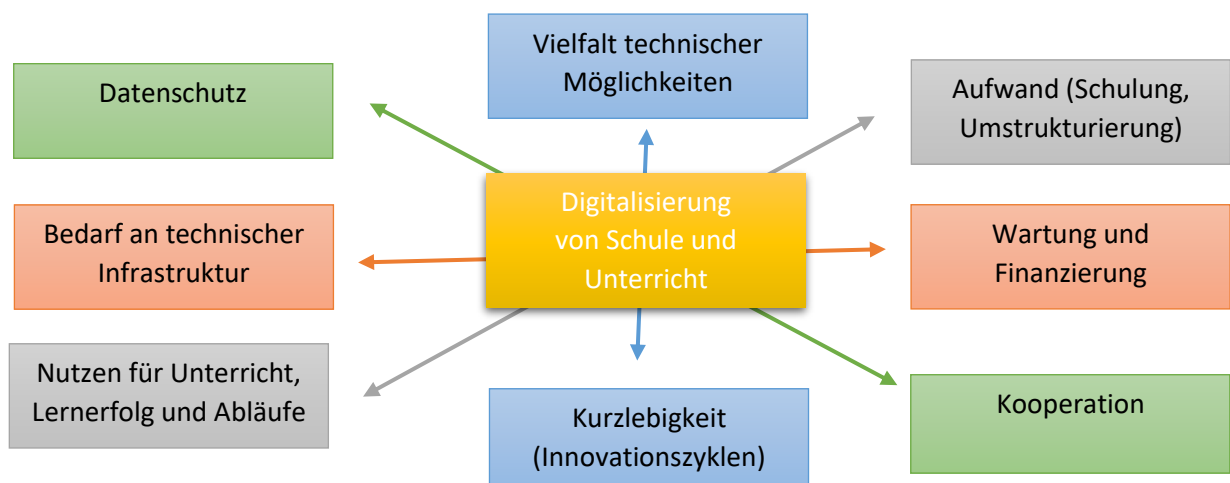 Vielfalt technischer
Möglichkeiten
Datenschutz
Aufwand (Schulung,
Umstrukturierung)
Digitalisierung
von Schule und
Unterricht
Bedarf an technischer
Infrastruktur
Wartung und
Finanzierung
Nutzen für Unterricht,
Lernerfolg und Abläufe
Kurzlebigkeit
(Innovationszyklen)
Kooperation